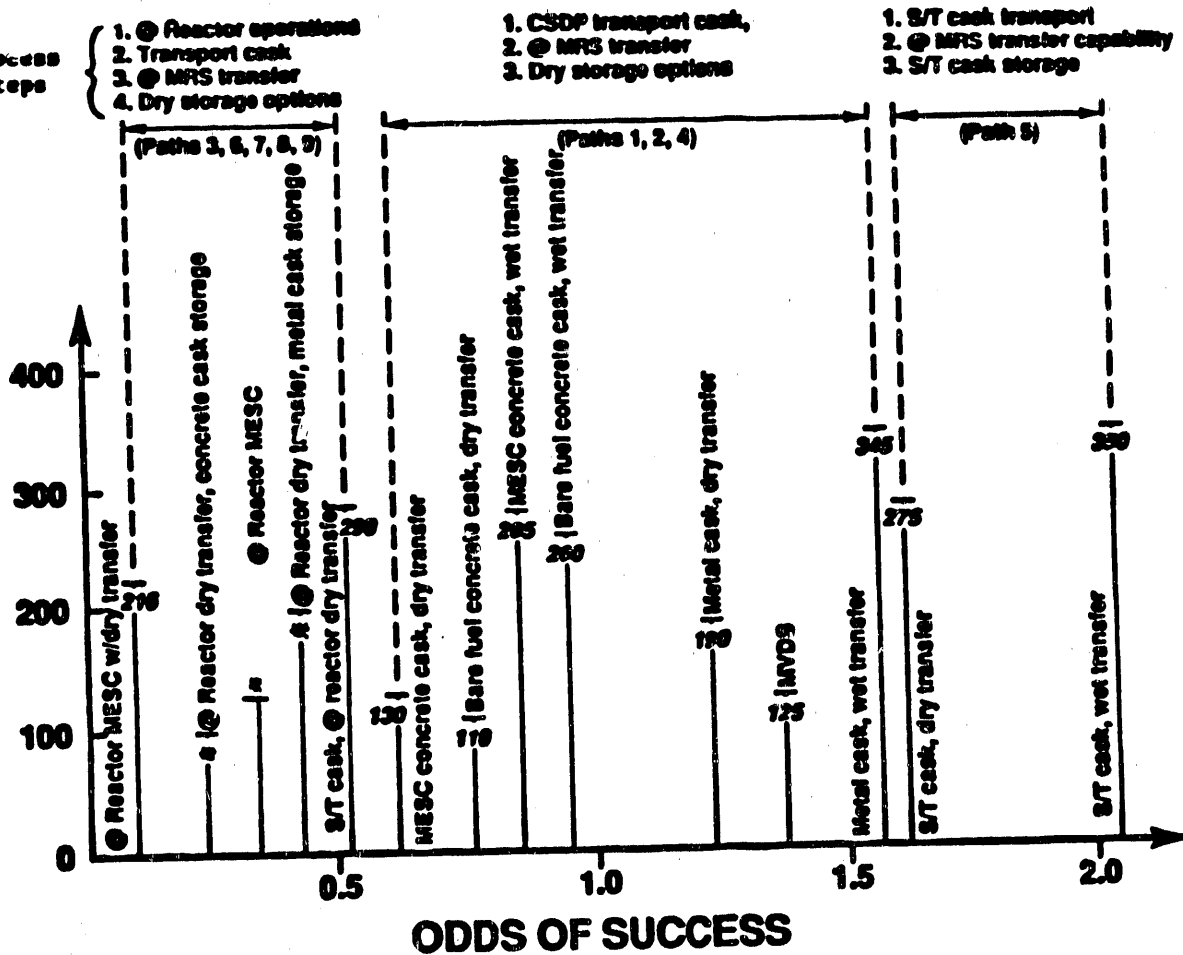 1. @ Reactor operations
2. Transport cask
3. @ MRS transfer
4. Dry storage options
(Paths 3, 6, 7, 8, 9)
1. CSDP transport cask,
2. @ MRS transfer
3. Dry storage options
(Paths 1, 2, 4)
1. S/T cask transport
2. @ MRS transfer capability
3. S/T cask storage
(Path 5)
400
300
200
100
0
@ Reactor MESC w/dry transfer
@ Reactor dry transfer, concrete cask storage
@ Reactor MESC
@ Reactor dry transfer, metal cask storage
S/T cask, @ reactor dry transfer
290
130
MESC concrete cask, dry transfer
110
Bare fuel concrete cask, dry transfer
265
MESC concrete cask, wet transfer
260
Bare fuel concrete cask, wet transfer
190
Metal cask, dry transfer
125
MVDS
345
Metal cask, wet transfer
275
S/T cask, dry transfer
S/T cask, wet transfer
0.5
1.0
1.5
2.0
ODDS OF SUCCESS